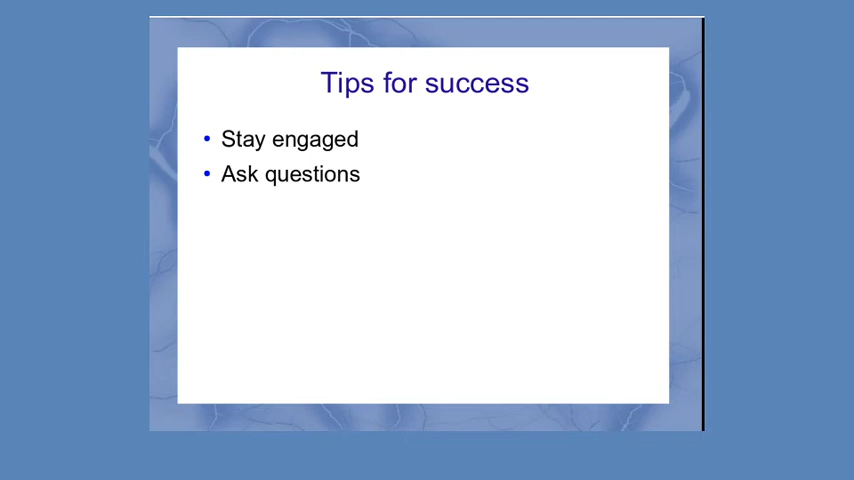 Tips for success
• Stay engaged
• Ask questions